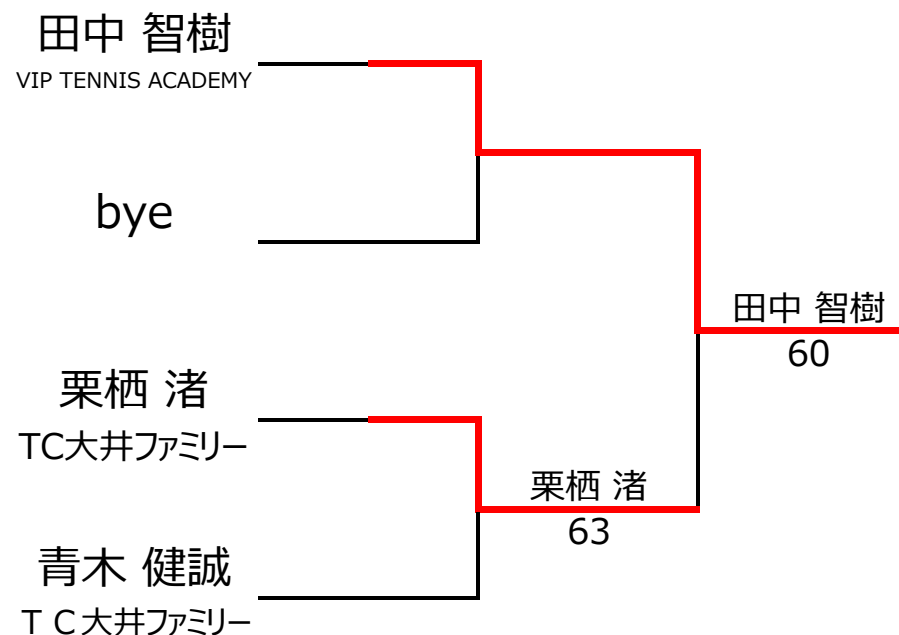 田中 智樹
VIP TENNIS ACADEMY
bye
田中 智樹
60
栗栖 渚
TC大井ファミリー
栗栖 渚
63
青木 健誠
ＴＣ大井ファミリー